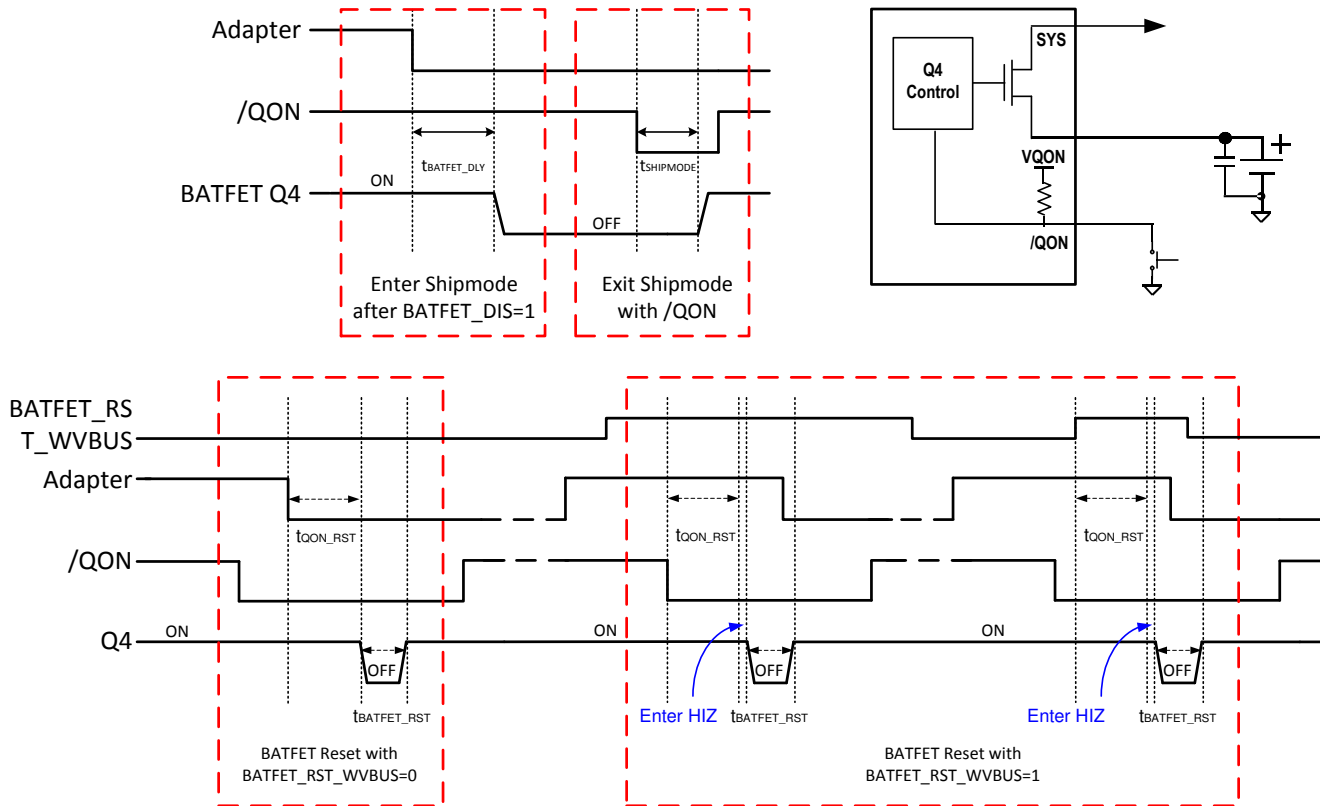 Adapter
/QON
tBATFET_DLY
tSHIPMODE
ON
BATFET Q4
OFF
Enter Shipmode
after BATFET_DIS=1
Exit Shipmode
with /QON
SYS
Q4
Control
VQON
+
/QON
BATFET_RS
T_WVBUS
Adapter
tQON_RST
tQON_RST
tQON_RST
/QON
ON
ON
ON
Q4
OFF
OFF
OFF
tBATFET_RST
Enter HIZ
tBATFET_RST
Enter HIZ
tBATFET_RST
BATFET Reset with
BATFET_RST_WVBUS=0
BATFET Reset with
BATFET_RST_WVBUS=1